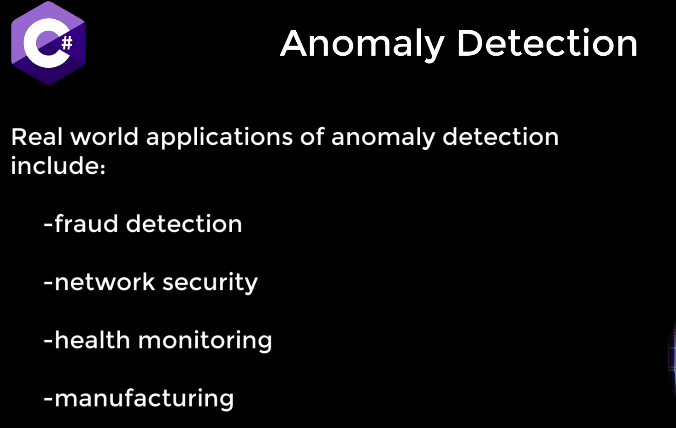 C#
Anomaly Detection
Real world applications of anomaly detection
include:
-fraud detection
-network security
-health monitoring
-manufacturing